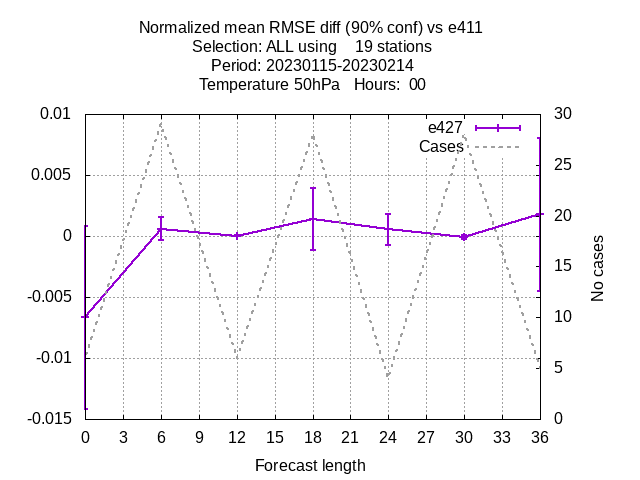 Normalized mean RMSE diff (90% conf) vs e411
Selection: ALL using    19 stations
Period: 20230115-20230214
Temperature 50hPa   Hours:  00
0.01
0.005
0
-0.005
-0.01
-0.015
30
25
20
15
10
5
0
e427
Cases
No cases
0 3 6 9 12 15 18 21 24 27 30 33 36
Forecast length